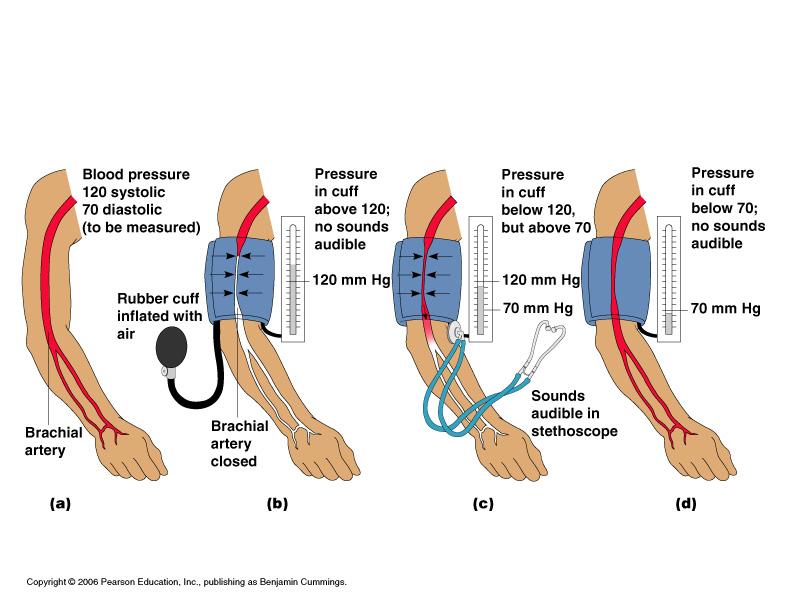 Blood pressure
120 systolic
70 diastolic
(to be measured)
Brachial
artery
(a)
Rubber cuff
inflated with
air
Pressure
in cuff
above 120;
no sounds
audible
120 mm Hg
Brachial
artery
closed
(b)
Pressure
in cuff
below 120,
but above 70
120 mm Hg
70 mm Hg
Sounds
audible in
stethoscope
(c)
Pressure
in cuff
below 70;
no sounds
audible
70 mm Hg
(d)
Copyright © 2006 Pearson Education, Inc., publishing as Benjamin Cummings.